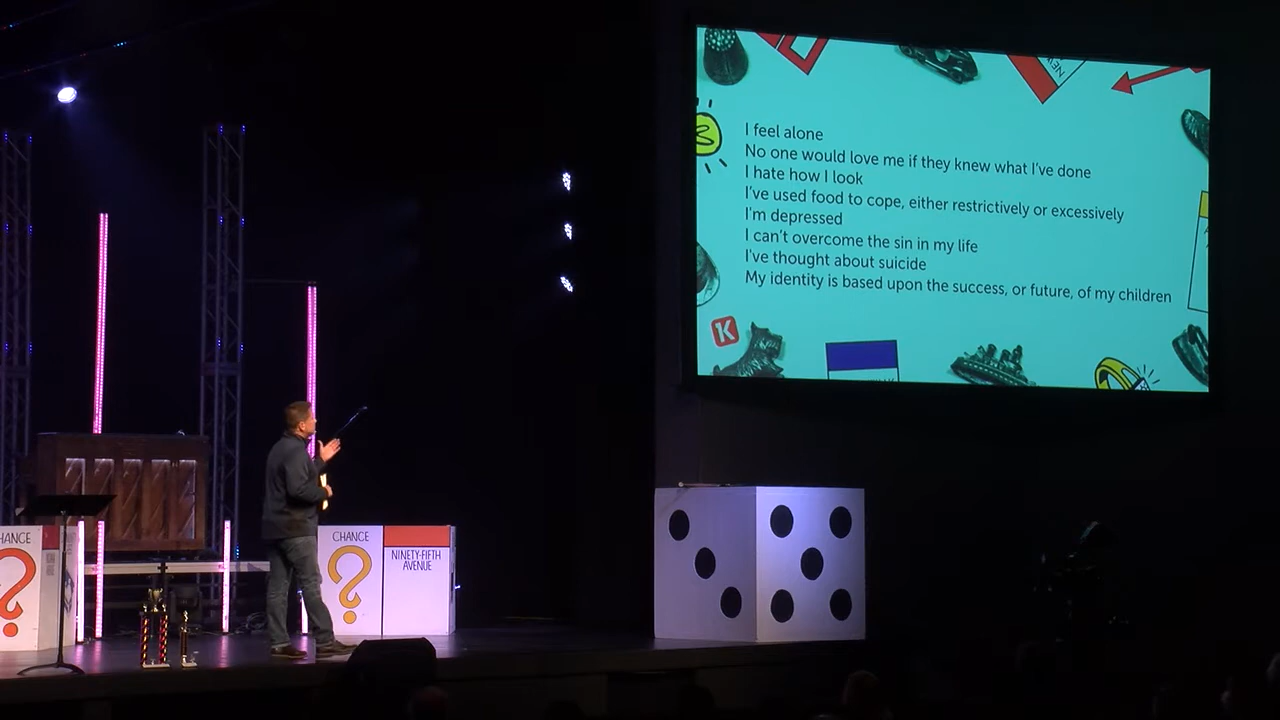 NEW
I feel alone
No one would love me if they knew what I've done
I hate how I look
I've used food to cope, either restrictively or excessively
I'm depressed
I can't overcome the sin in my life
I've thought about suicide
My identity is based upon the success, or future, of my children
K
HANCE
?
CHANCE
?
NINETY-FIFTH
AVENUE